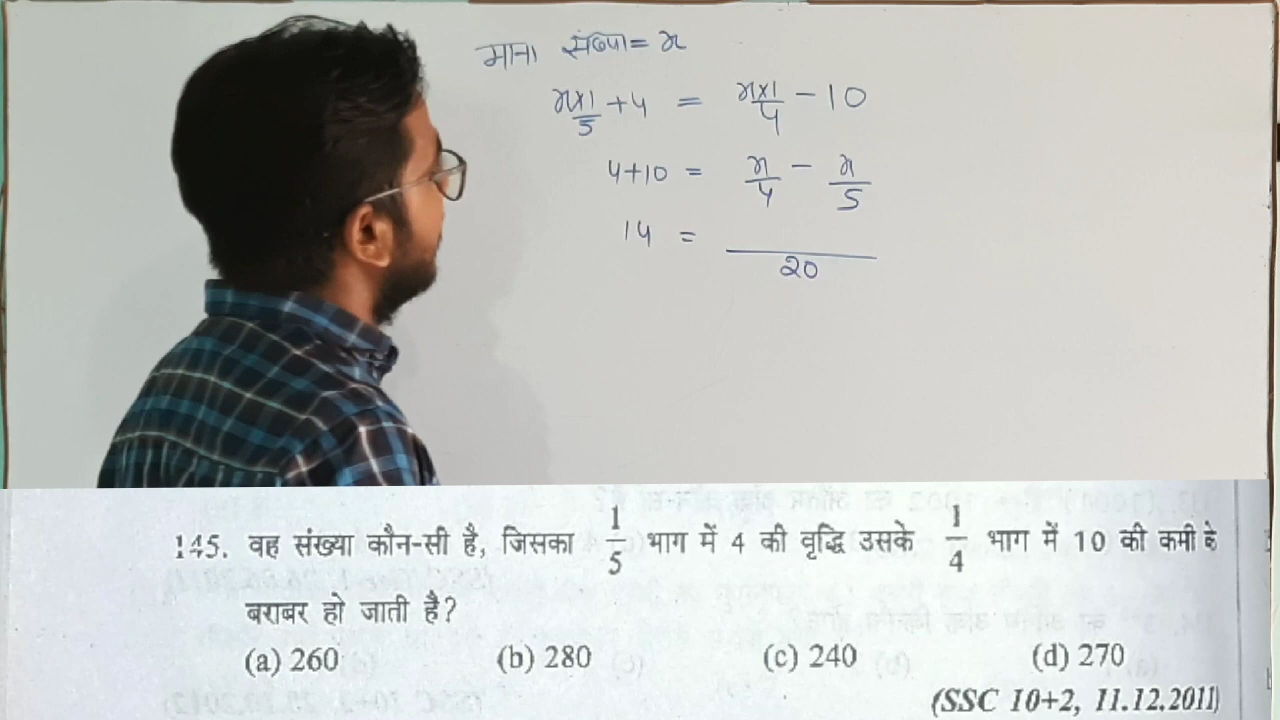 माना संख्या = x
x×1/5 + 4 = x×1/4 - 10
4+10 = x/4 - x/5
14 = /20
145. वह संख्या कौन-सी है, जिसका 1/5 भाग में 4 की वृद्धि उसके 1/4 भाग में 10 की कमी के
बराबर हो जाती है?
(a) 260 (b) 280 (c) 240 (d) 270
(SSC 10+2, 11.12.2011)